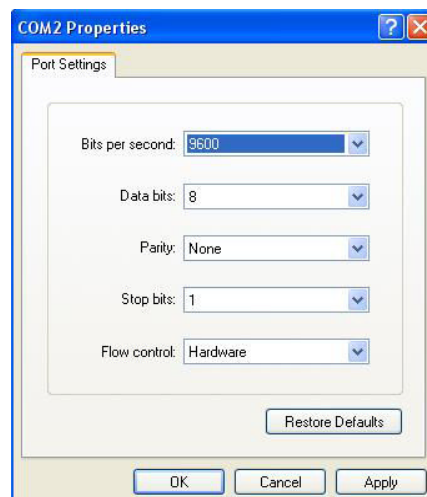 COM2 Properties
Port Settings
Bits per second: 9600
Data bits: 8
Parity: None
Stop bits: 1
Flow control: Hardware
Restore Defaults
OK Cancel Apply